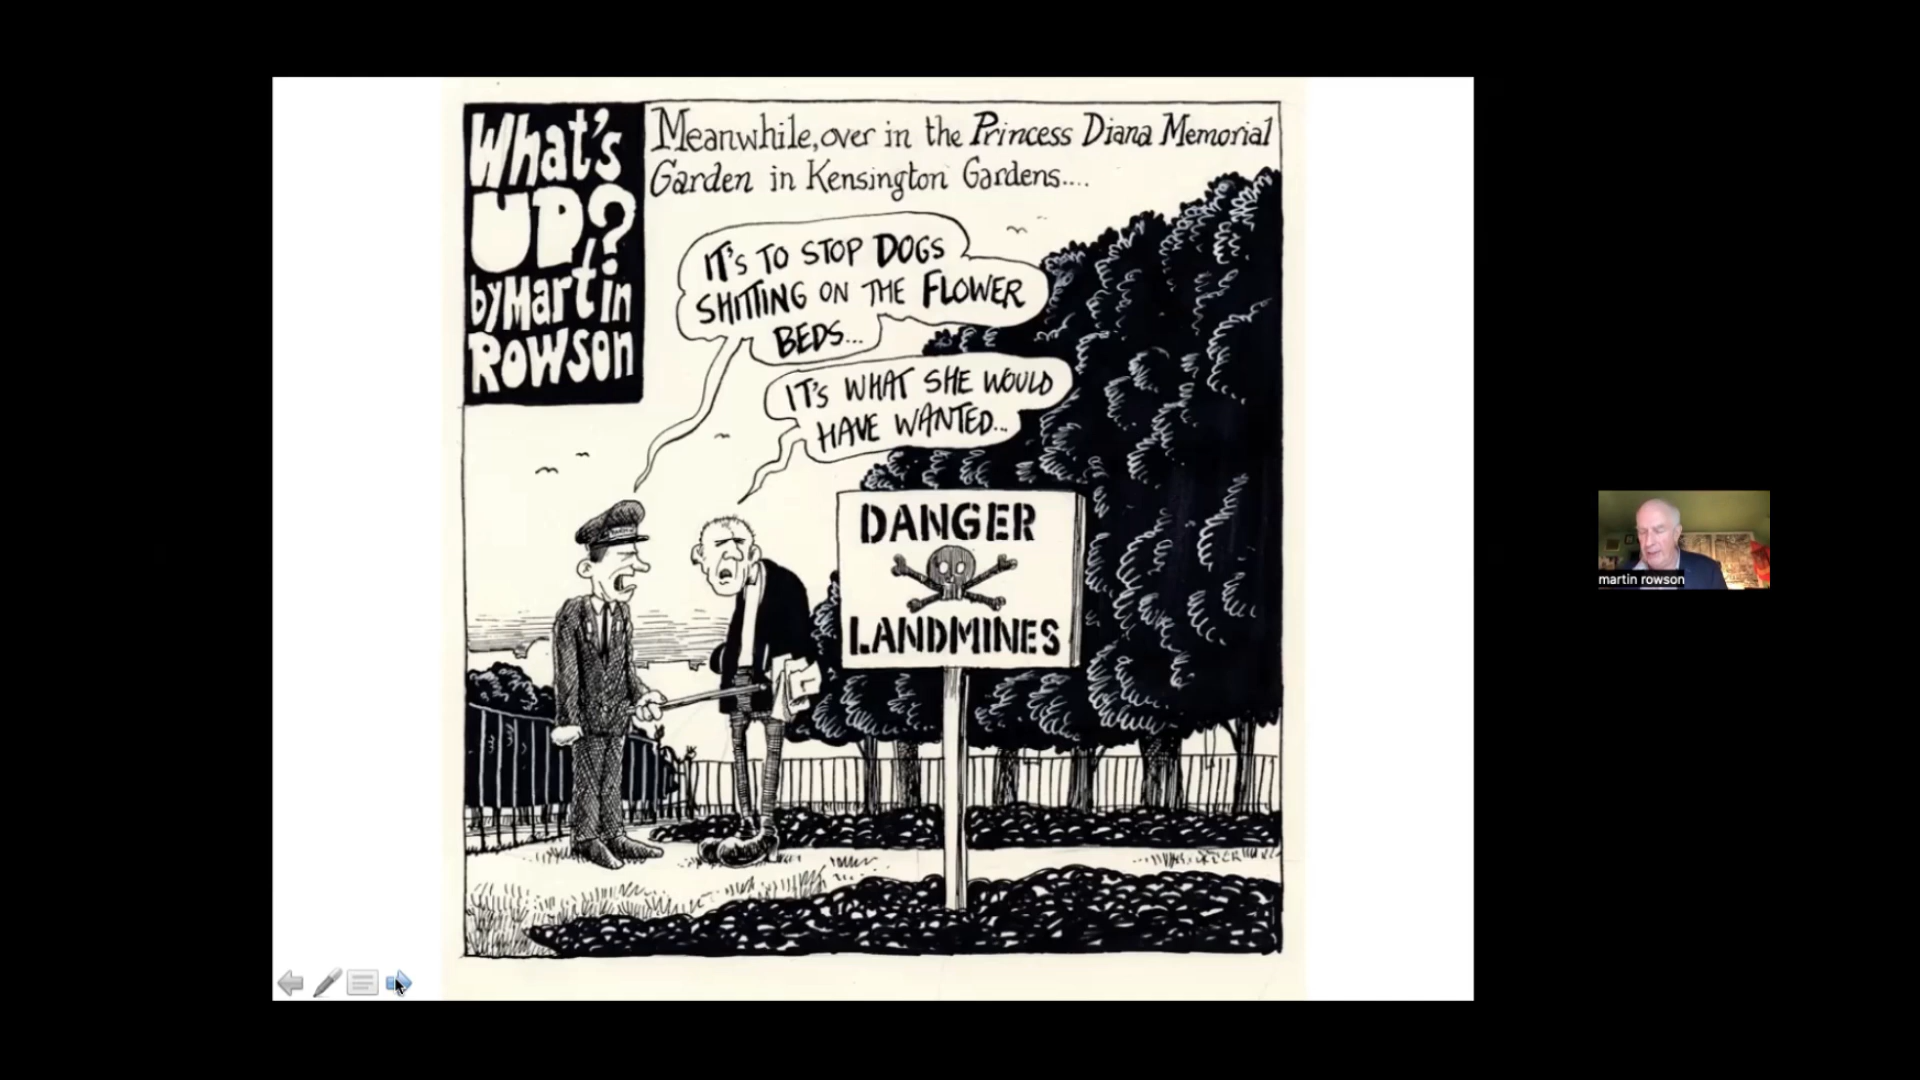 What's
UP?
by Martin
Rowson
Meanwhile, over in the Princess Diana Memorial
Garden in Kensington Gardens....
IT'S TO STOP DOGS
SHITTING ON THE FLOWER
BEDS...
IT'S WHAT SHE WOULD
HAVE WANTED...
DANGER
LANDMINES
martin rowson